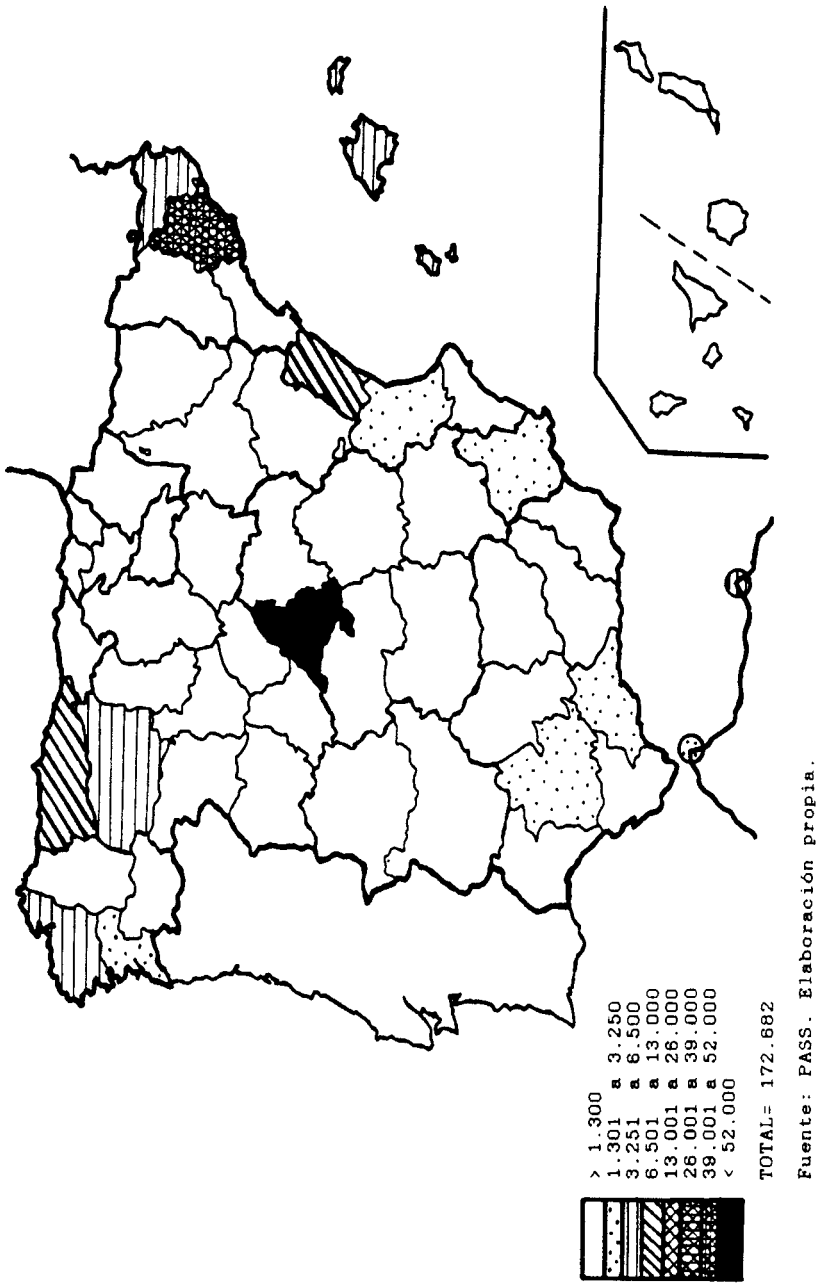 > 1.300
1.301 a 3.250
3.251 a 6.500
6.501 a 13.000
13.001 a 26.000
26.001 a 39.000
39.001 a 52.000
< 52.000
TOTAL= 172.682
Fuente: PASS. Elaboración propia.